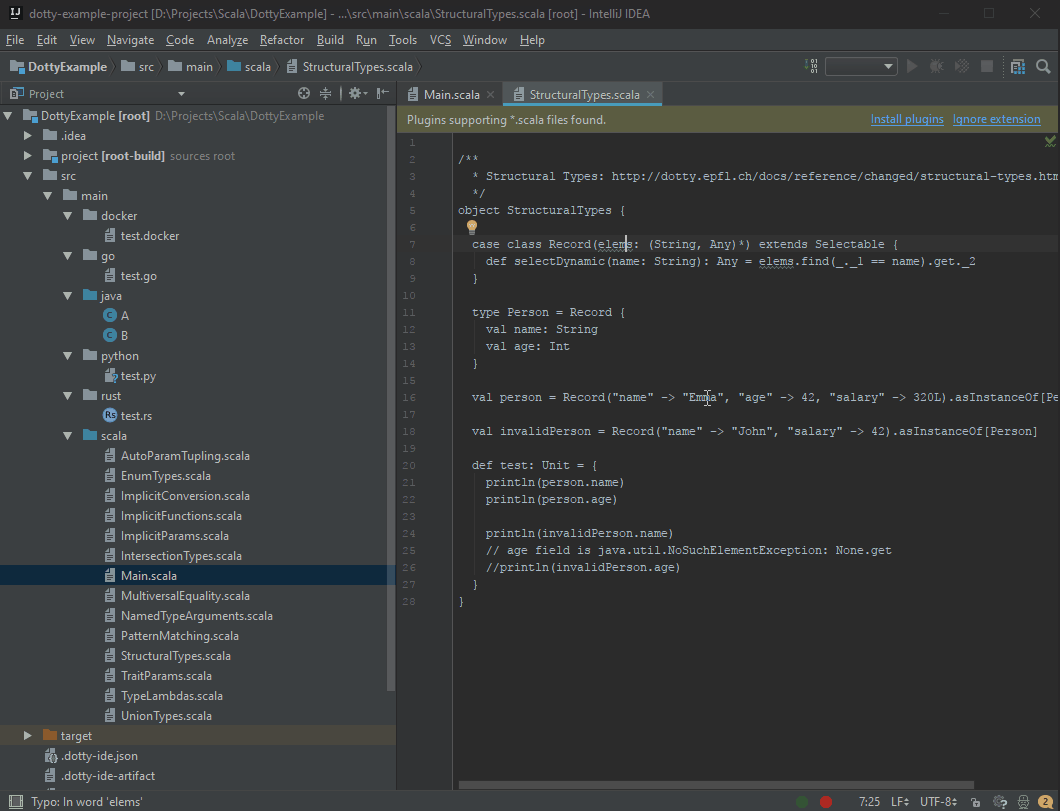 dotty-example-project [D:\Projects\Scala\DottyExample] - ...\src\main\scala\StructuralTypes.scala [root] - IntelliJ IDEA
File Edit View Navigate Code Analyze Refactor Build Run Tools VCS Window Help
DottyExample src main scala StructuralTypes.scala
Project
DottyExample [root] D:\Projects\Scala\DottyExample
.idea
project [root-build] sources root
src
main
docker
test.docker
go
test.go
java
A
B
python
test.py
rust
test.rs
scala
AutoParamTupling.scala
EnumTypes.scala
ImplicitConversion.scala
ImplicitFunctions.scala
ImplicitParams.scala
IntersectionTypes.scala
Main.scala
MultiversalEquality.scala
NamedTypeArguments.scala
PatternMatching.scala
StructuralTypes.scala
TraitParams.scala
TypeLambdas.scala
UnionTypes.scala
target
.dotty-ide.json
.dotty-ide-artifact
Main.scala StructuralTypes.scala
Plugins supporting *.scala files found. Install plugins Ignore extension
1
2 /**
3 * Structural Types: http://dotty.epfl.ch/docs/reference/changed/structural-types.htm
4 */
5 object StructuralTypes {
6
7 case class Record(elems: (String, Any)*) extends Selectable {
8 def selectDynamic(name: String): Any = elems.find(_._1 == name).get._2
9 }
10
11 type Person = Record {
12 val name: String
13 val age: Int
14 }
15
16 val person = Record("name" -> "Emma", "age" -> 42, "salary" -> 320L).asInstanceOf[Pe
17
18 val invalidPerson = Record("name" -> "John", "salary" -> 42).asInstanceOf[Person]
19
20 def test: Unit = {
21 println(person.name)
22 println(person.age)
23
24 println(invalidPerson.name)
25 // age field is java.util.NoSuchElementException: None.get
26 //println(invalidPerson.age)
27 }
28 }
Typo: In word 'elems' 7:25 LF UTF-8 2